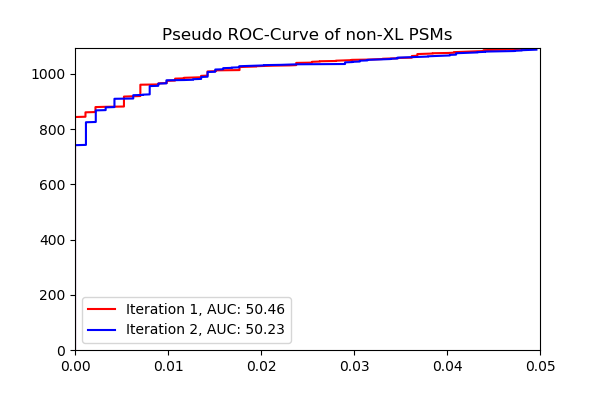 Pseudo ROC-Curve of non-XL PSMs
1000
800
600
400
200
0
Iteration 1, AUC: 50.46
Iteration 2, AUC: 50.23
0.00 0.01 0.02 0.03 0.04 0.05